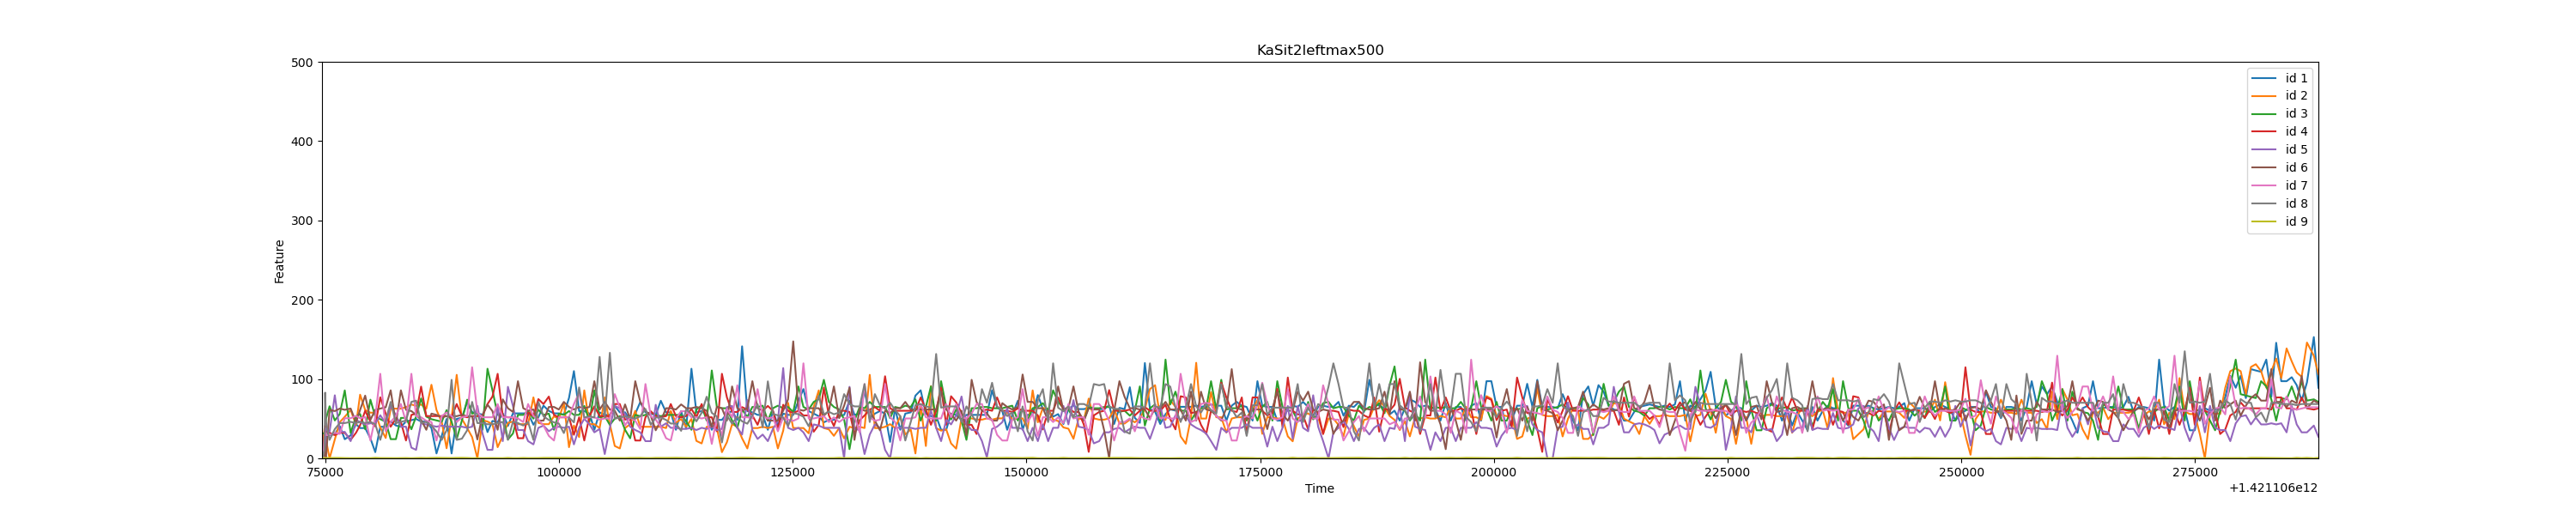 KaSit2leftmax500
500
400
300
200
100
0
Feature
id 1
id 2
id 3
id 4
id 5
id 6
id 7
id 8
id 9
75000 100000 125000 150000 175000 200000 225000 250000 275000
Time
+1.421106e12